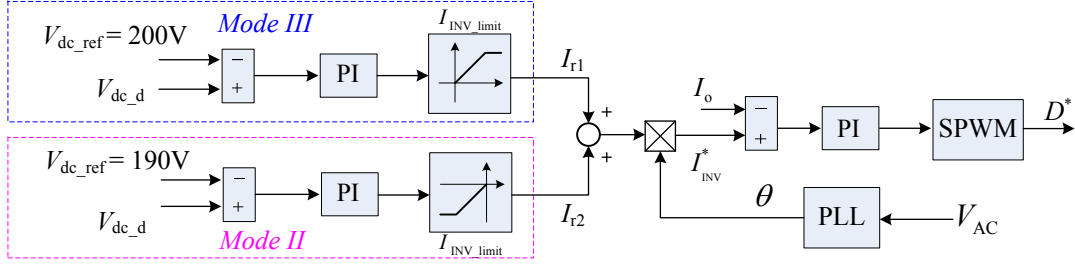 Mode III
I_INV_limit
V_dc_ref = 200V
−
+
V_dc_d
PI
I_r1
+
+
I_o
−
+
I*_INV
PI
SPWM
D*
V_dc_ref = 190V
−
+
V_dc_d
PI
I_r2
Mode II
I_INV_limit
θ
PLL
V_AC